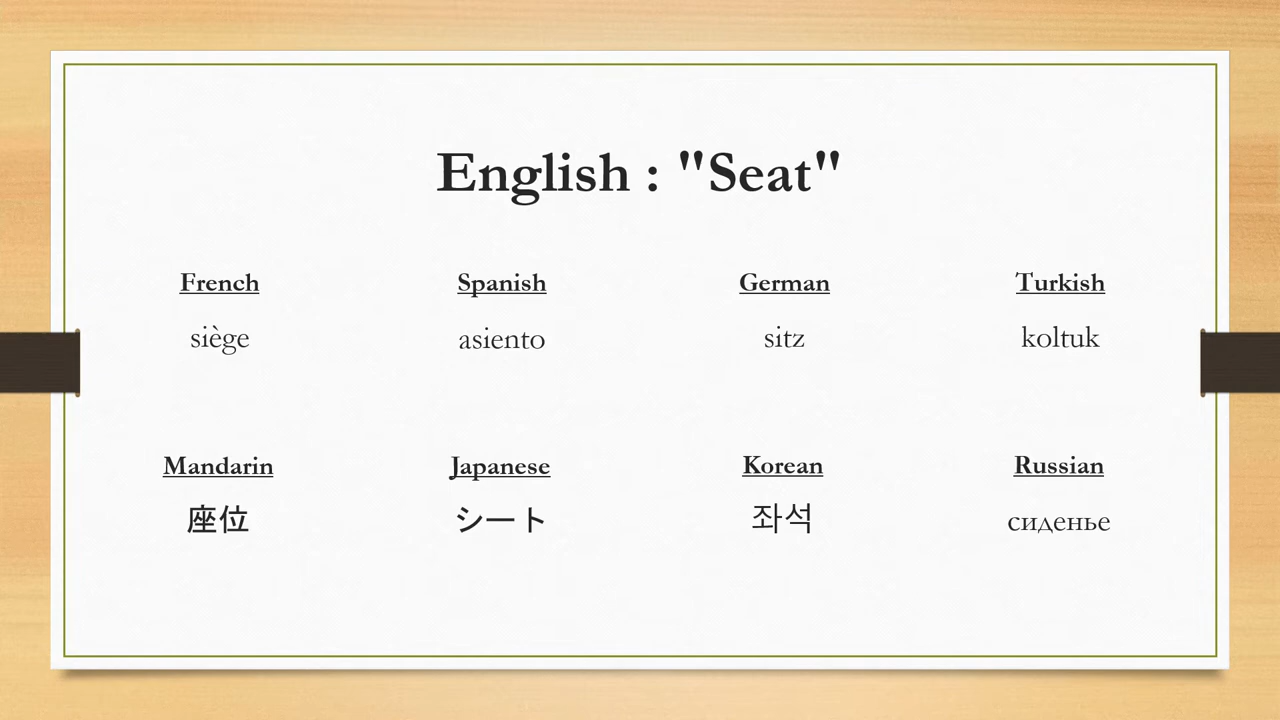 English : "Seat"
French Spanish German Turkish
siège asiento sitz koltuk
Mandarin Japanese Korean Russian
座位 シート 좌석 сиденье